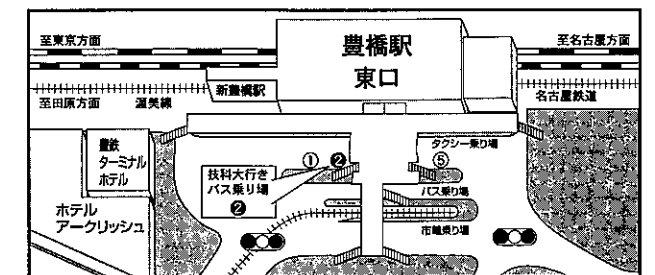 至東京方面
豊橋駅
東口
至名古屋方面
新豊橋駅
至田原方面
渥美線
名古屋鉄道
豊鉄
ターミナル
ホテル
タクシー乗り場
①
❷
⑤
技科大行き
バス乗り場
❷
バス乗り場
ホテル
アークリッシュ
市電乗り場